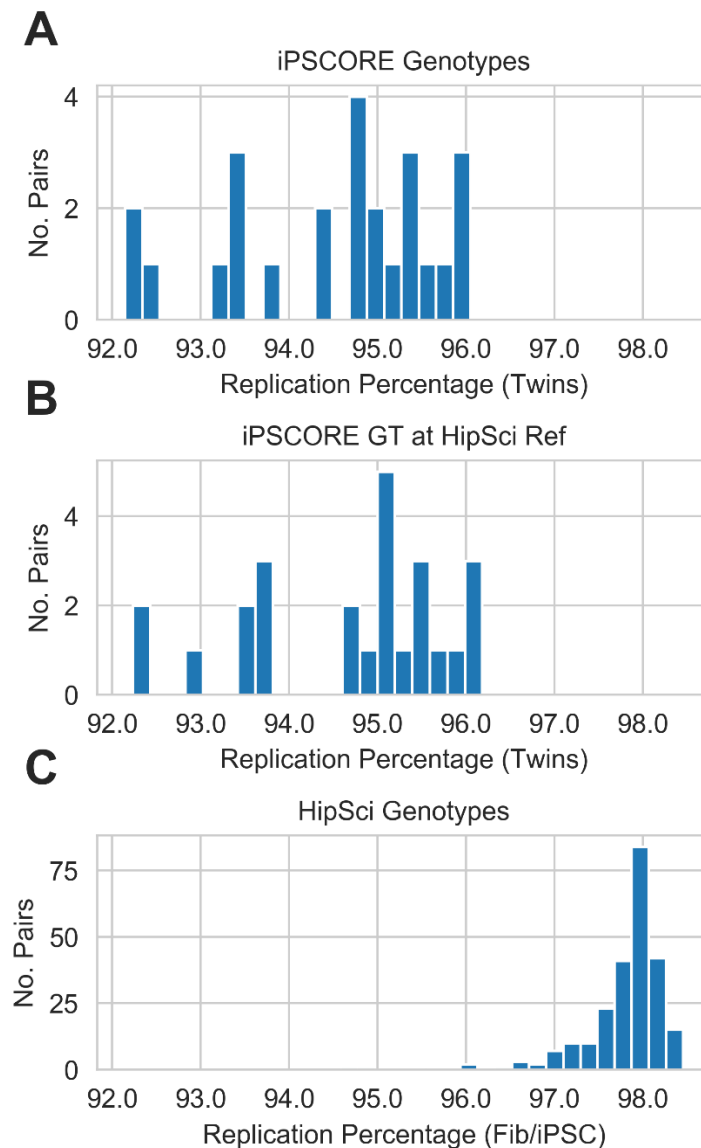 A
iPSCORE Genotypes
4
2
0
No. Pairs
92.0 93.0 94.0 95.0 96.0 97.0 98.0
Replication Percentage (Twins)
B
iPSCORE GT at HipSci Ref
4
2
0
No. Pairs
92.0 93.0 94.0 95.0 96.0 97.0 98.0
Replication Percentage (Twins)
C
HipSci Genotypes
75
50
25
0
No. Pairs
92.0 93.0 94.0 95.0 96.0 97.0 98.0
Replication Percentage (Fib/iPSC)